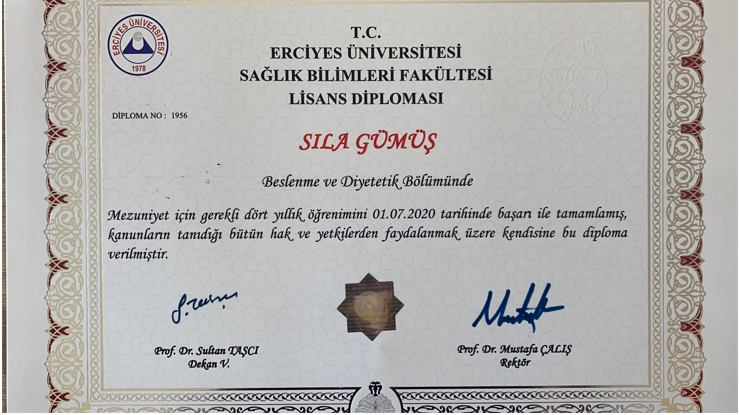 ERCİYES ÜNİVERSİTESİ
1978
T.C.
ERCİYES ÜNİVERSİTESİ
SAĞLIK BİLİMLERİ FAKÜLTESİ
LİSANS DİPLOMASI
DİPLOMA NO : 1956
SILA GÜMÜŞ
Beslenme ve Diyetetik Bölümünde
Mezuniyet için gerekli dört yıllık öğrenimini 01.07.2020 tarihinde başarı ile tamamlamış,
kanunların tanıdığı bütün hak ve yetkilerden faydalanmak üzere kendisine bu diploma
verilmiştir.
Prof. Dr. Sultan TAŞCI
Dekan V.
Prof. Dr. Mustafa ÇALIŞ
Rektör